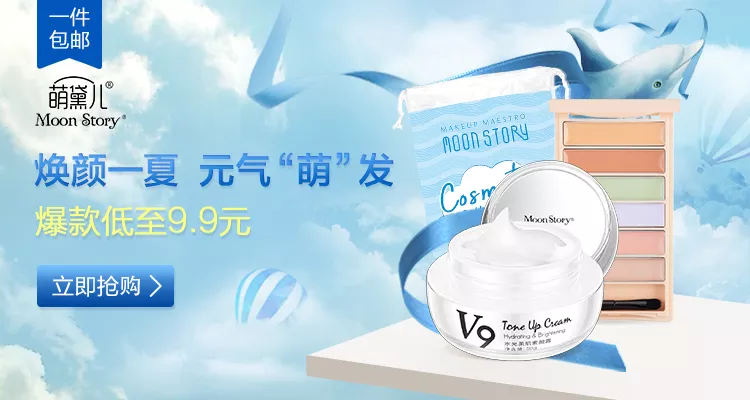 一件
包邮
萌黛儿®
Moon Story®
焕颜一夏 元气“萌”发
爆款低至9.9元
立即抢购
MAKEUP MAESTRO
MOON STORY
Cosmet
Moon Story®
V9
Tone Up Cream
Hydrating & Brightening